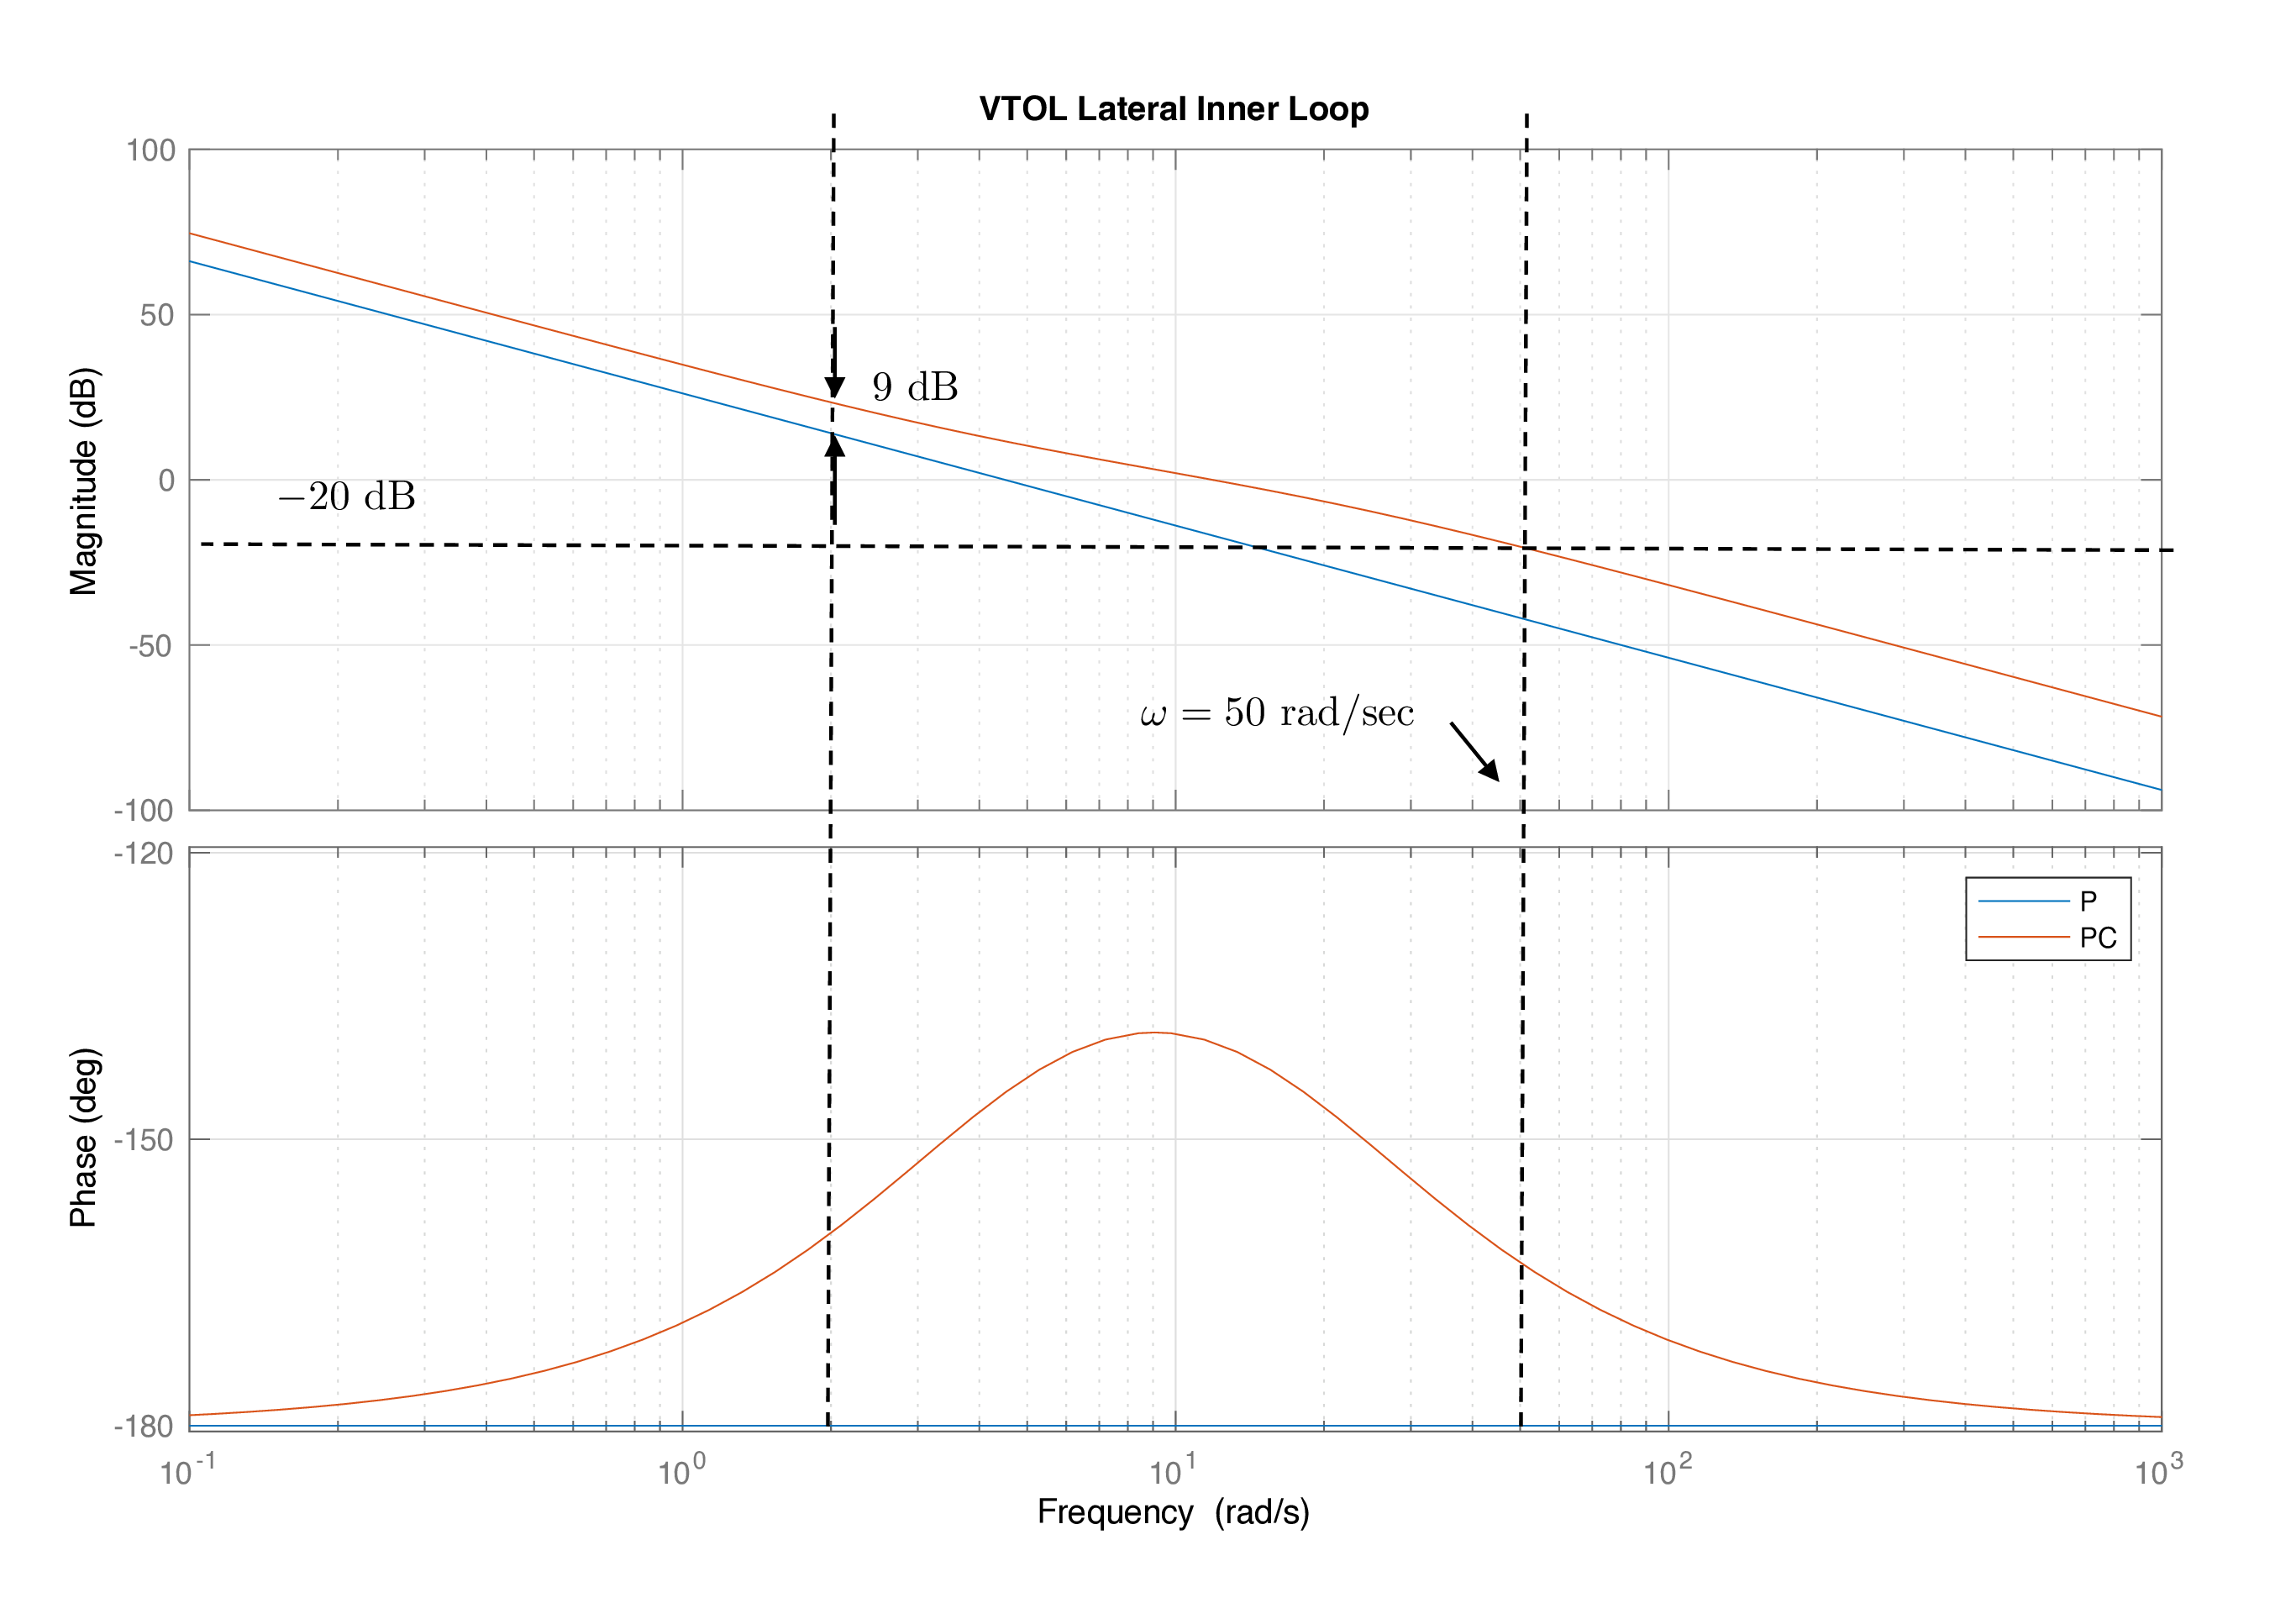 VTOL Lateral Inner Loop
100
50
0
-50
-100
Magnitude (dB)
9 dB
−20 dB
ω = 50 rad/sec
-120
-150
-180
Phase (deg)
P
PC
10^-1
10^0
10^1
10^2
10^3
Frequency (rad/s)